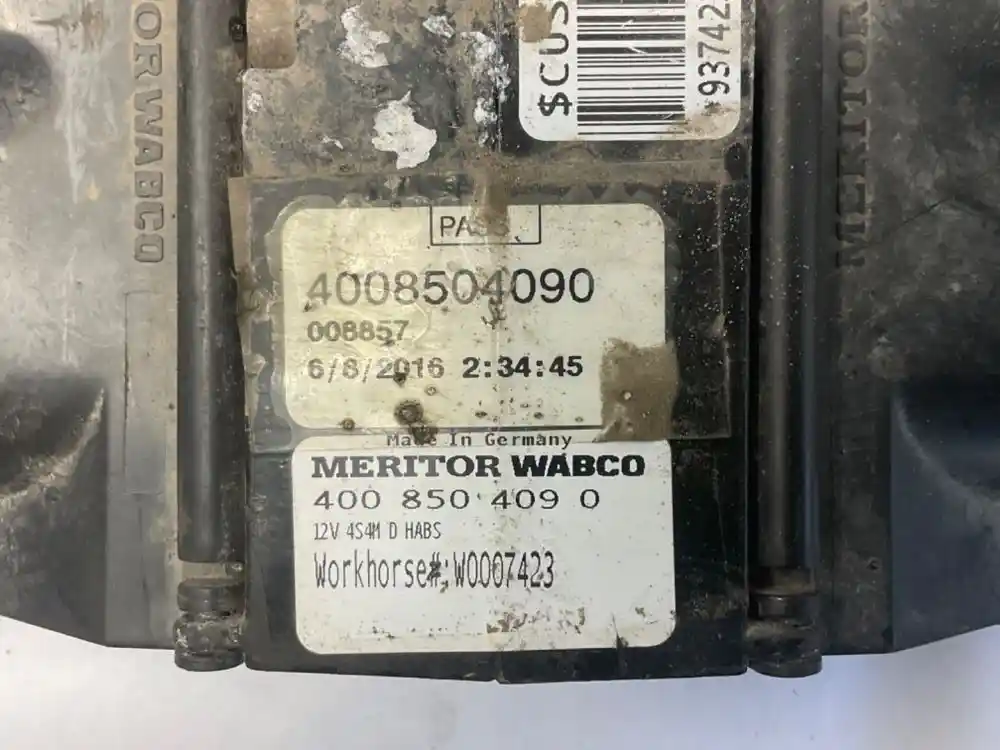 ORWABCO
$CUS
93742
MERITOR
PASS
4008504090
008857
6/8/2016 2:34:45
Made In Germany
MERITOR WABCO
400 850 409 0
12V 4S4M D HABS
Workhorse#:W0007423